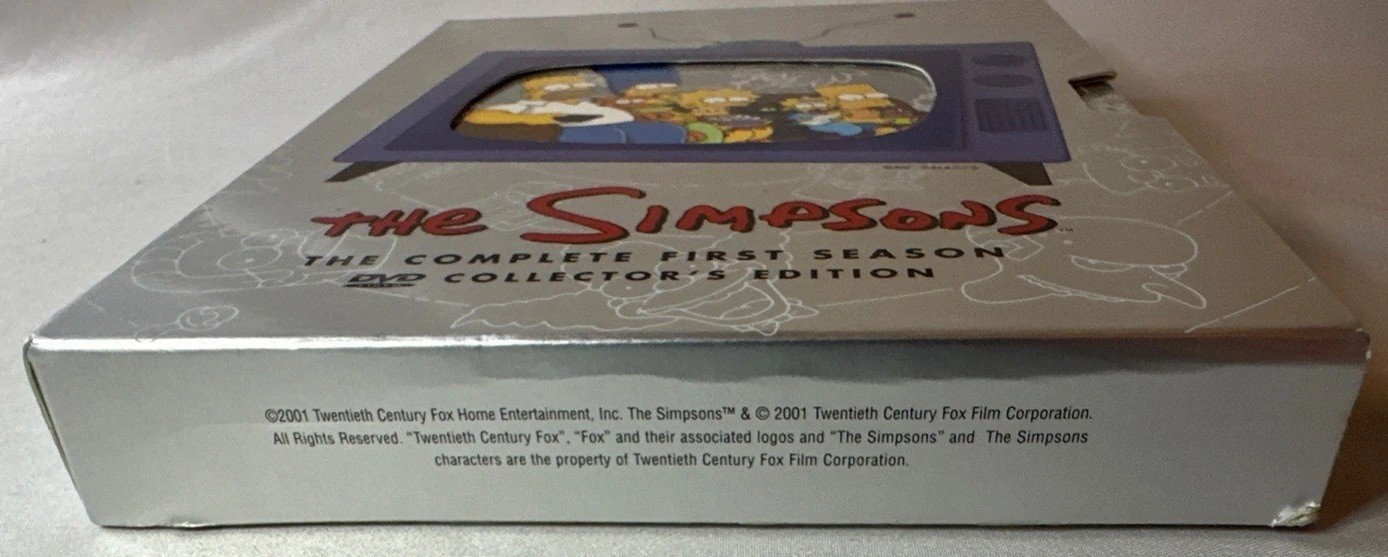 THE SIMPSONS™
THE COMPLETE FIRST SEASON
DVD COLLECTOR'S EDITION
©2001 Twentieth Century Fox Home Entertainment, Inc. The Simpsons™ & © 2001 Twentieth Century Fox Film Corporation.
All Rights Reserved. "Twentieth Century Fox", "Fox" and their associated logos and "The Simpsons" and The Simpsons
characters are the property of Twentieth Century Fox Film Corporation.